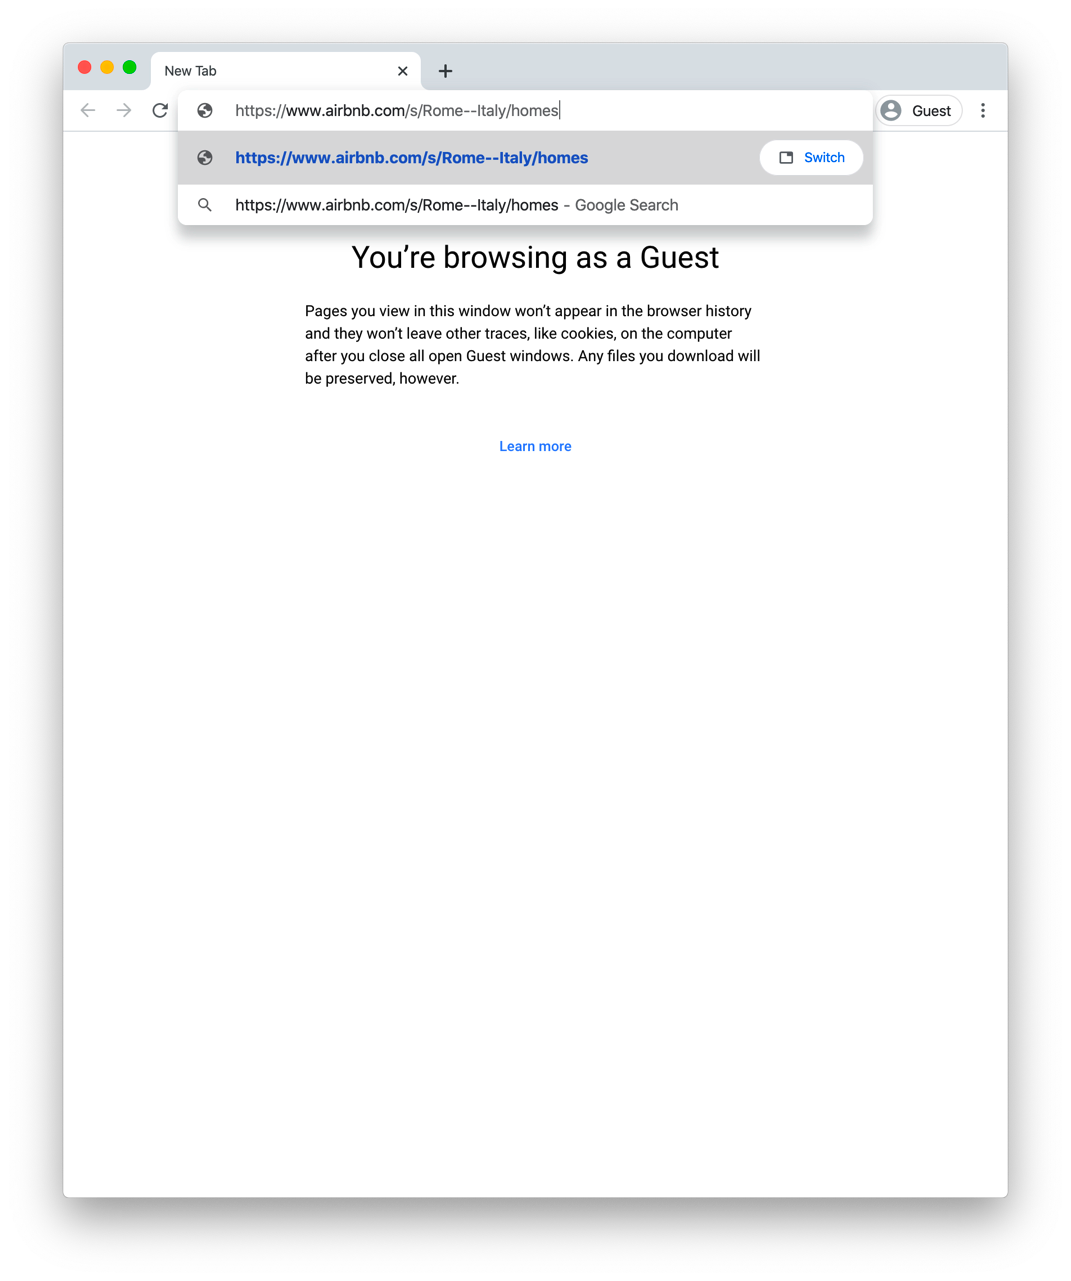 New Tab
https://www.airbnb.com/s/Rome--Italy/homes
Guest
https://www.airbnb.com/s/Rome--Italy/homes
Switch
https://www.airbnb.com/s/Rome--Italy/homes - Google Search
You’re browsing as a Guest
Pages you view in this window won’t appear in the browser history
and they won’t leave other traces, like cookies, on the computer
after you close all open Guest windows. Any files you download will
be preserved, however.
Learn more